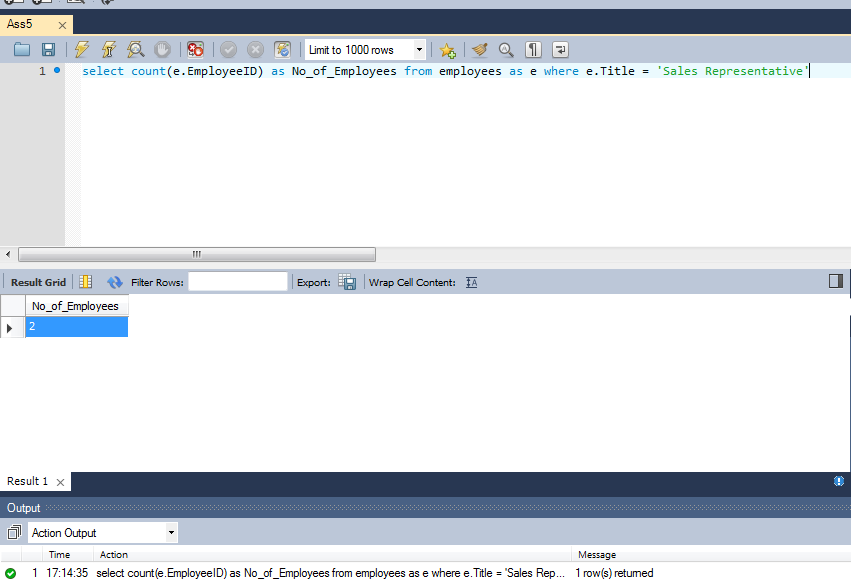 Ass5
Limit to 1000 rows
1 select count(e.EmployeeID) as No_of_Employees from employees as e where e.Title = 'Sales Representative'
Result Grid Filter Rows: Export: Wrap Cell Content:
No_of_Employees
2
Result 1
Output
Action Output
Time Action Message
1 17:14:35 select count(e.EmployeeID) as No_of_Employees from employees as e where e.Title = 'Sales Rep... 1 row(s) returned